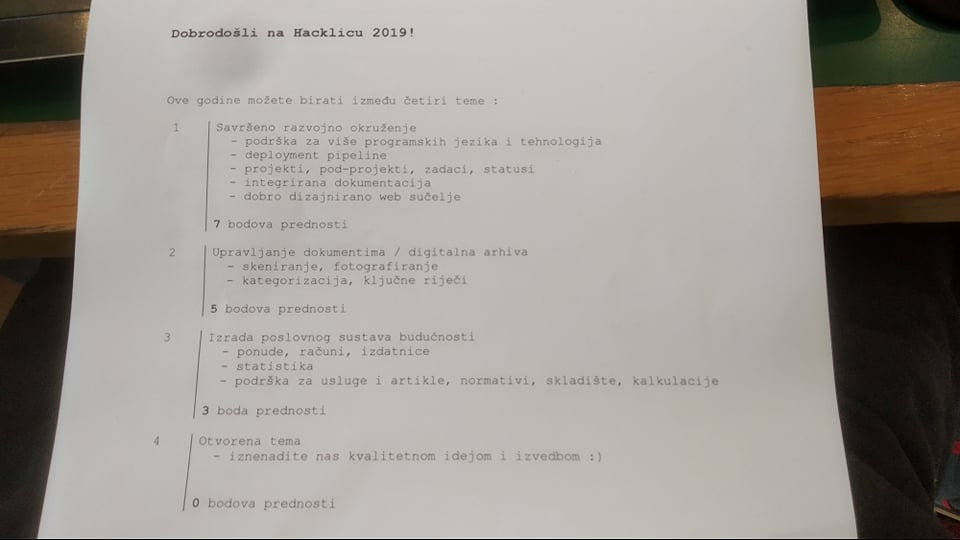 Dobrodošli na Hacklicu 2019!
Ove godine možete birati između četiri teme :
1 Savršeno razvojno okruženje
- podrška za više programskih jezika i tehnologija
- deployment pipeline
- projekti, pod-projekti, zadaci, statusi
- integrirana dokumentacija
- dobro dizajnirano web sučelje
7 bodova prednosti
2 Upravljanje dokumentima / digitalna arhiva
- skeniranje, fotografiranje
- kategorizacija, ključne riječi
5 bodova prednosti
3 Izrada poslovnog sustava budućnosti
- ponude, računi, izdatnice
- statistika
- podrška za usluge i artikle, normativi, skladište, kalkulacije
3 boda prednosti
4 Otvorena tema
- iznenadite nas kvalitetnom idejom i izvedbom :)
0 bodova prednosti